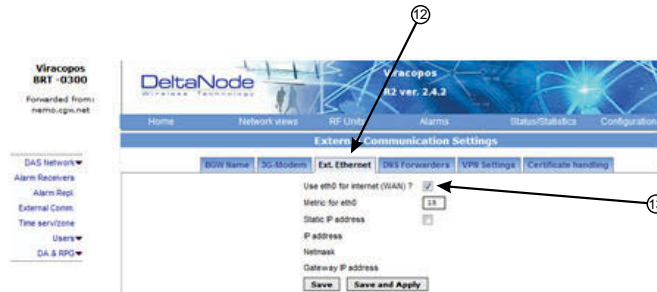 12
Viracopos
BRT -0300
Forwarded from:
nemo.cgw.net
DeltaNode
Wireless Technology
Viracopos
R2 ver. 2.4.2
Home Network views RF Units Alarms Status/Statistics Configuration
External Communication Settings
BGW Name 3G-Modem Ext. Ethernet DNS Forwarders VPN Settings Certificate handling
DAS Network
Alarm Receivers
Alarm Repl.
External Comm.
Time serv/zone
Users
DA & RPG
Use eth0 for internet (WAN) ?
Metric for eth0
Static IP address
IP address
Netmask
Gateway IP address
Save Save and Apply